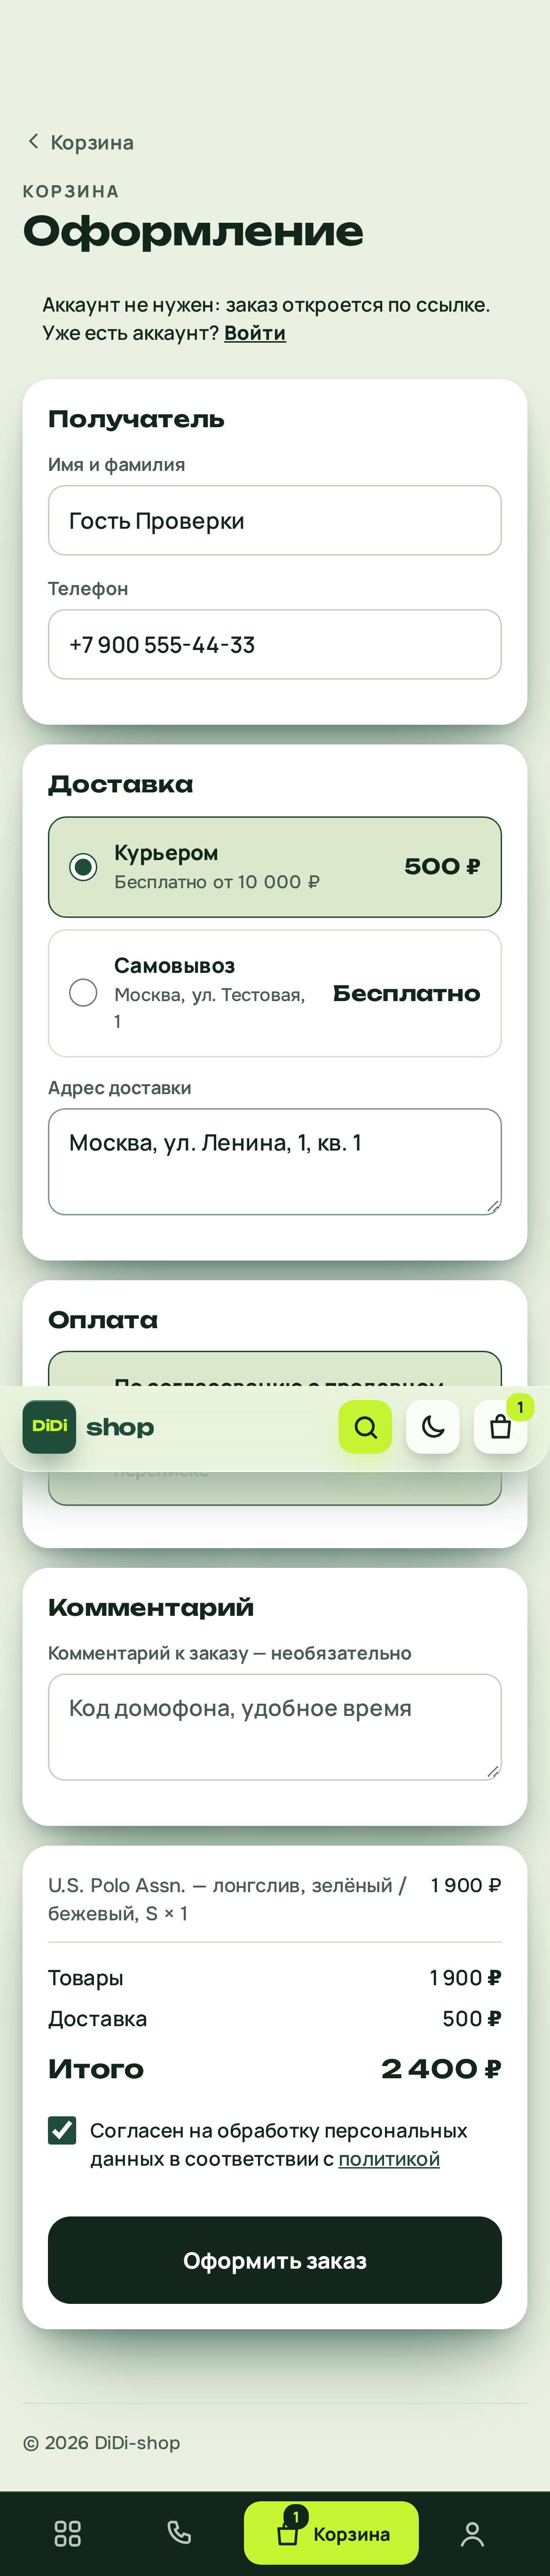 Корзина
КОРЗИНА
Оформление
Аккаунт не нужен: заказ откроется по ссылке.
Уже есть аккаунт? Войти
Получатель
Имя и фамилия
Гость Проверки
Телефон
+7 900 555-44-33
Доставка
Курьером
Бесплатно от 10 000 ₽
500 ₽
Самовывоз
Москва, ул. Тестовая,
1
Бесплатно
Адрес доставки
Москва, ул. Ленина, 1, кв. 1
Оплата
По согласованию с продавцом
DiDi shop
1
переписке
Комментарий
Комментарий к заказу — необязательно
Код домофона, удобное время
U.S. Polo Assn. — лонгслив, зелёный / 1 900 ₽
бежевый, S × 1
Товары 1 900 ₽
Доставка 500 ₽
Итого 2 400 ₽
Согласен на обработку персональных
данных в соответствии с политикой
Оформить заказ
© 2026 DiDi-shop
1
Корзина